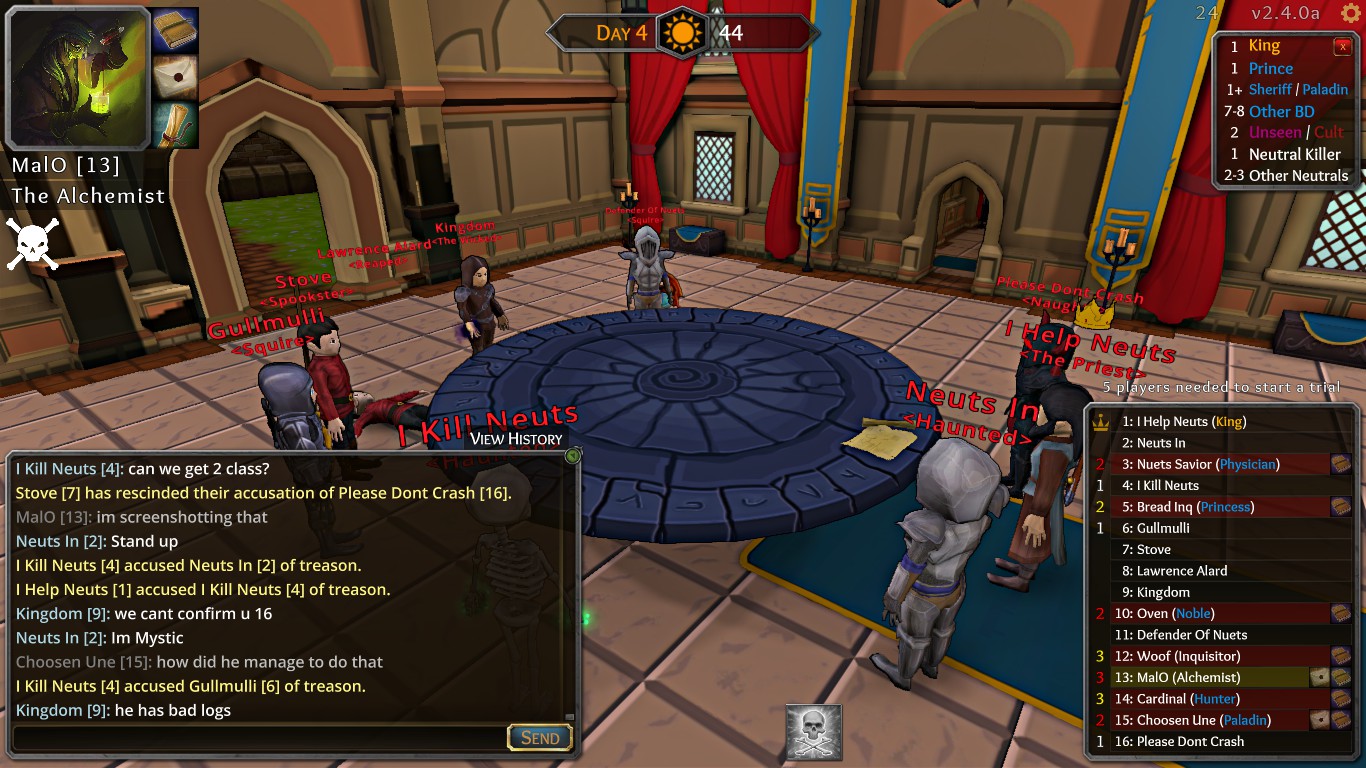 DAY 4 44
24 v2.4.0a
1 King x
1 Prince
1+ Sheriff / Paladin
7-8 Other BD
2 Unseen / Cult
1 Neutral Killer
2-3 Other Neutrals
MalO [13]
The Alchemist
Defender Of Nuets
<Squire>
Kingdom
Lawrence Alard
<Reaped>
Stove
<Spookster>
Gullmulli
<Squire>
Please Dont Crash
I Help Neuts
<The Priest>
Neuts In
<Haunted>
I Kill Neuts
5 players needed to start a trial
VIEW HISTORY
I Kill Neuts [4]: can we get 2 class?
Stove [7] has rescinded their accusation of Please Dont Crash [16].
MalO [13]: im screenshotting that
Neuts In [2]: Stand up
I Kill Neuts [4] accused Neuts In [2] of treason.
I Help Neuts [1] accused I Kill Neuts [4] of treason.
Kingdom [9]: we cant confirm u 16
Neuts In [2]: Im Mystic
Choosen Une [15]: how did he manage to do that
I Kill Neuts [4] accused Gullmulli [6] of treason.
Kingdom [9]: he has bad logs
SEND
1: I Help Neuts (King)
2: Neuts In
2 3: Nuets Savior (Physician)
1 4: I Kill Neuts
2 5: Bread Inq (Princess)
1 6: Gullmulli
7: Stove
8: Lawrence Alard
9: Kingdom
2 10: Oven (Noble)
11: Defender Of Nuets
3 12: Woof (Inquisitor)
3 13: MalO (Alchemist)
3 14: Cardinal (Hunter)
2 15: Choosen Une (Paladin)
1 16: Please Dont Crash